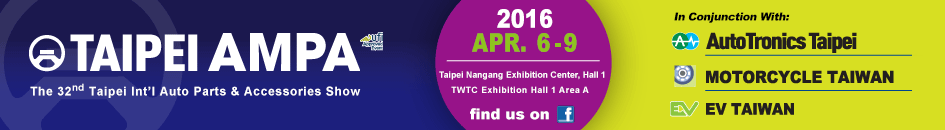 TAIPEI AMPA
The 32nd Taipei Int'l Auto Parts & Accessories Show
2016
APR. 6-9
Taipei Nangang Exhibition Center, Hall 1
TWTC Exhibition Hall 1 Area A
find us on f
In Conjunction With:
AutoTronics Taipei
MOTORCYCLE TAIWAN
EV EV TAIWAN